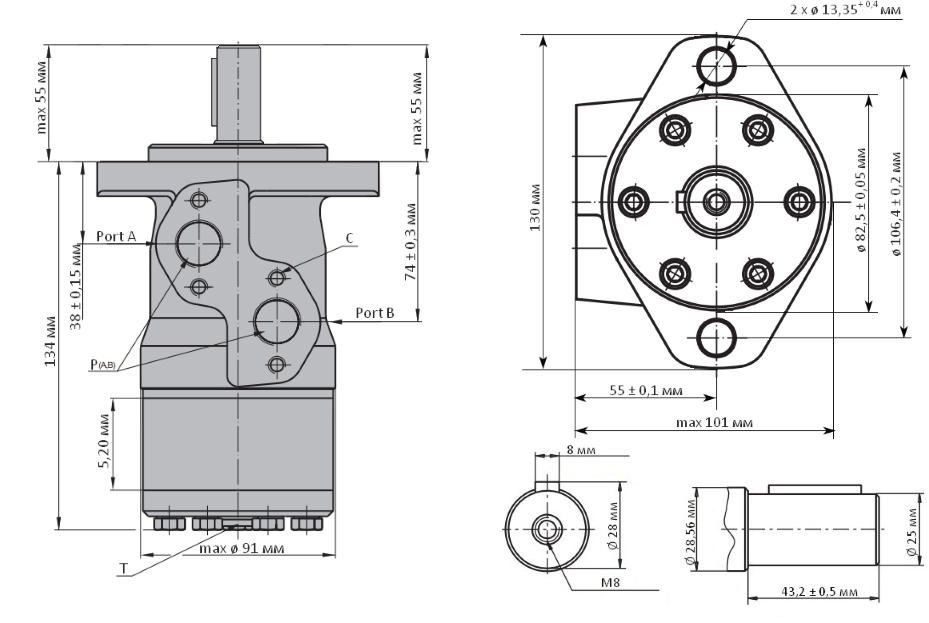 2 x ø 13,35⁺ ⁰,⁴ мм
max 55 мм
max 55 мм
Port A
C
38 ± 0,15 мм
74 ± 0,3 мм
Port B
134 мм
P(A,B)
5,20 мм
max ø 91 мм
T
130 мм
ø 82,5 ± 0,05 мм
ø 106,4 ± 0,2 мм
55 ± 0,1 мм
max 101 мм
8 мм
Ø 28 мм
M8
Ø 28,56 мм
Ø 25 мм
43,2 ± 0,5 мм